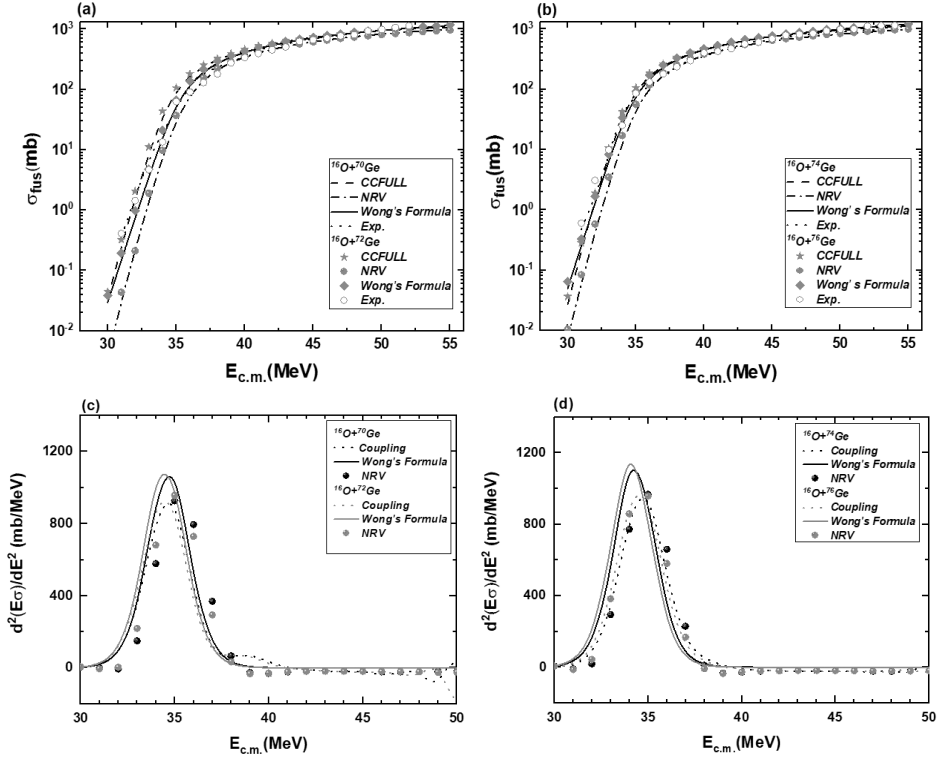 (a)
10³
10²
10¹
10⁰
10⁻¹
10⁻²
σfus(mb)
¹⁶O+⁷⁰Ge
CCFULL
NRV
Wong's Formula
Exp.
¹⁶O+⁷²Ge
CCFULL
NRV
Wong's Formula
Exp.
30 35 40 45 50 55
E_c.m.(MeV)
(b)
10³
10²
10¹
10⁰
10⁻¹
10⁻²
σfus(mb)
¹⁶O+⁷⁴Ge
CCFULL
NRV
Wong' s Formula
Exp.
¹⁶O+⁷⁶Ge
CCFULL
NRV
Wong' s Formula
Exp.
30 35 40 45 50 55
E_c.m.(MeV)
(c)
1200
800
400
0
d²(Eσ)/dE² (mb/MeV)
¹⁶O+⁷⁰Ge
Coupling
Wong's Formula
NRV
¹⁶O+⁷²Ge
Coupling
Wong's Formula
NRV
30 35 40 45 50
E_c.m.(MeV)
(d)
1200
800
400
0
d²(Eσ)/dE² (mb/MeV)
¹⁶O+⁷⁴Ge
Coupling
Wong's Formula
NRV
¹⁶O+⁷⁶Ge
Coupling
Wong's Formula
NRV
30 35 40 45 50
E_c.m.(MeV)